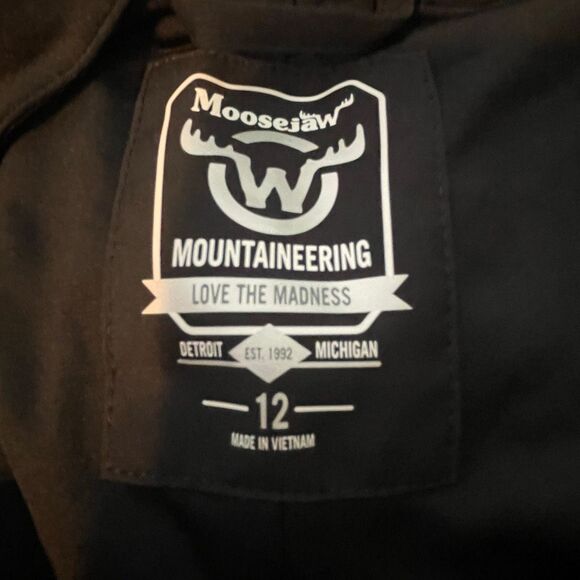 Moosejaw
W
MOUNTAINEERING
LOVE THE MADNESS
DETROIT EST. 1992 MICHIGAN
12
MADE IN VIETNAM